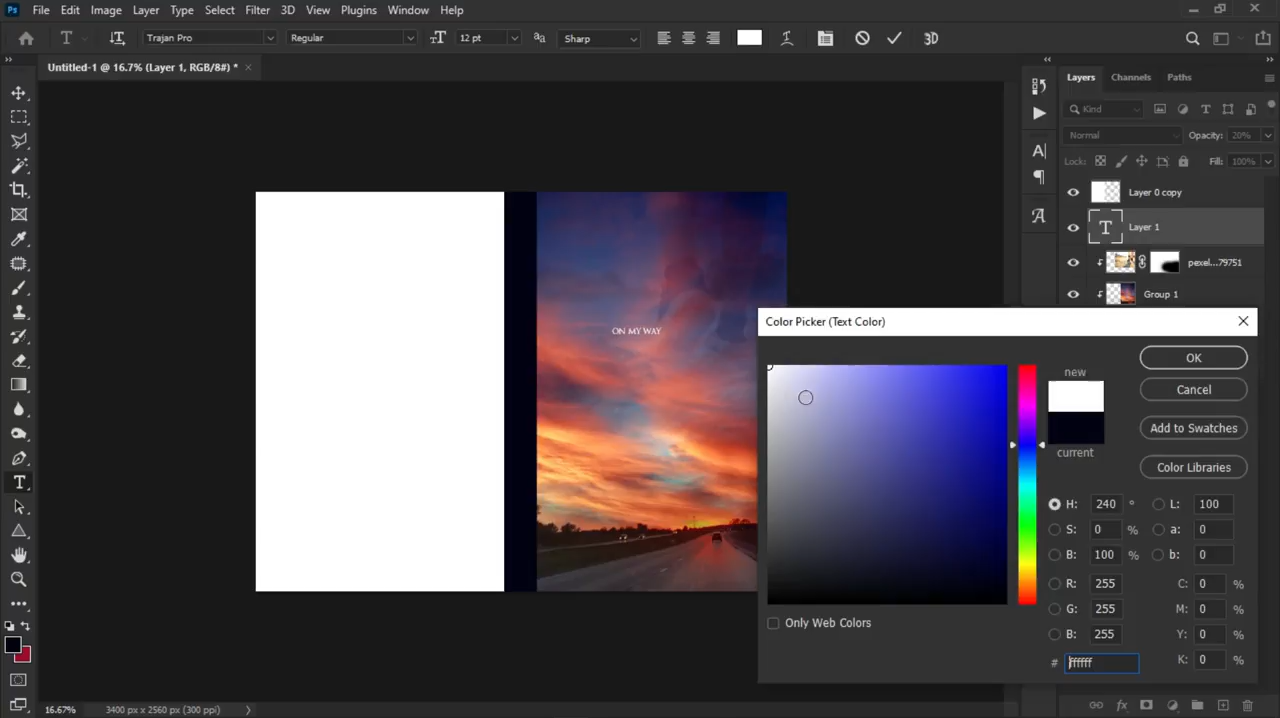 Ps File Edit Image Layer Type Select Filter 3D View Plugins Window Help
T Trajan Pro Regular 12 pt Sharp 3D
Untitled-1 @ 16.7% (Layer 1, RGB/8#) *
Layers Channels Paths
Kind
Normal Opacity: 20%
Lock: Fill: 100%
Layer 0 copy
T Layer 1
pexel...79751
Group 1
ON MY WAY
Color Picker (Text Color)
new
current
OK
Cancel
Add to Swatches
Color Libraries
H: 240 ° L: 100
S: 0 % a: 0
B: 100 % b: 0
R: 255 C: 0 %
G: 255 M: 0 %
B: 255 Y: 0 %
# ffffff K: 0 %
Only Web Colors
16.67% 3400 px x 2560 px (300 ppi)